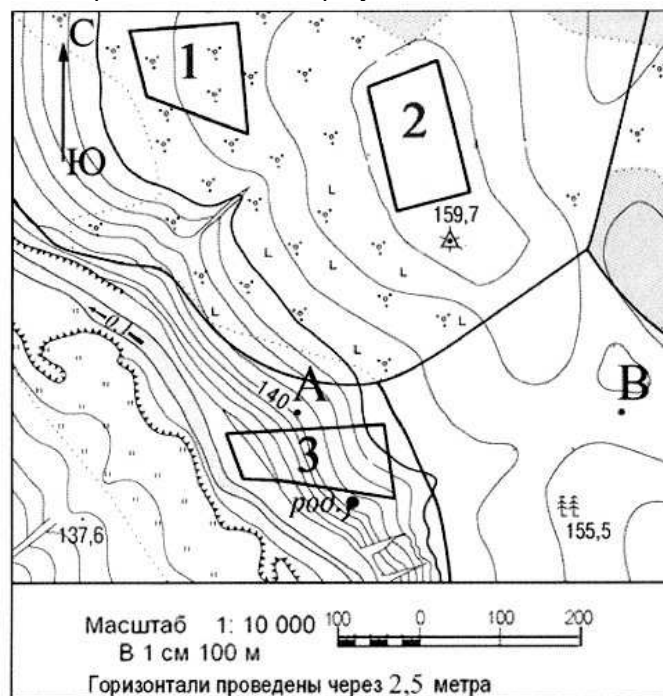 С
1
2
Ю
159,7
0,1
А
В
140
3
род.
155,5
137,6
Масштаб 1: 10 000
100 0 100 200
В 1 см 100 м
Горизонтали проведены через 2,5 метра